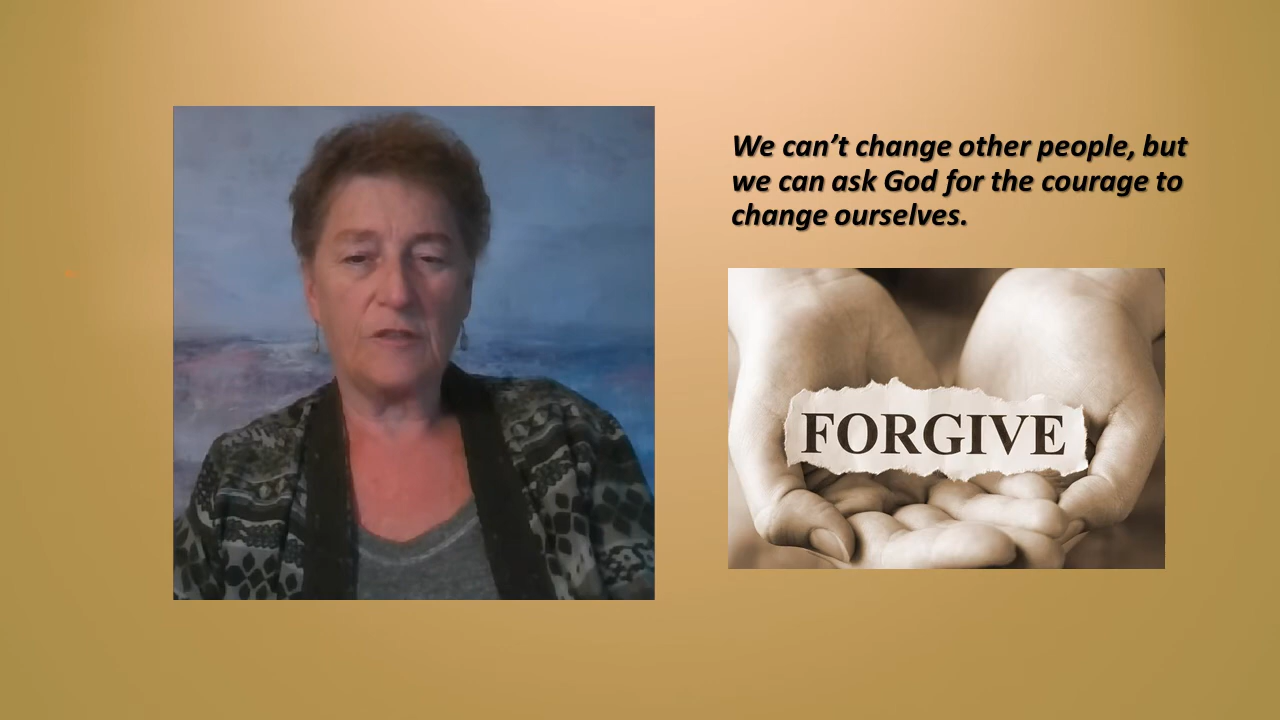 We can’t change other people, but
we can ask God for the courage to
change ourselves.
FORGIVE